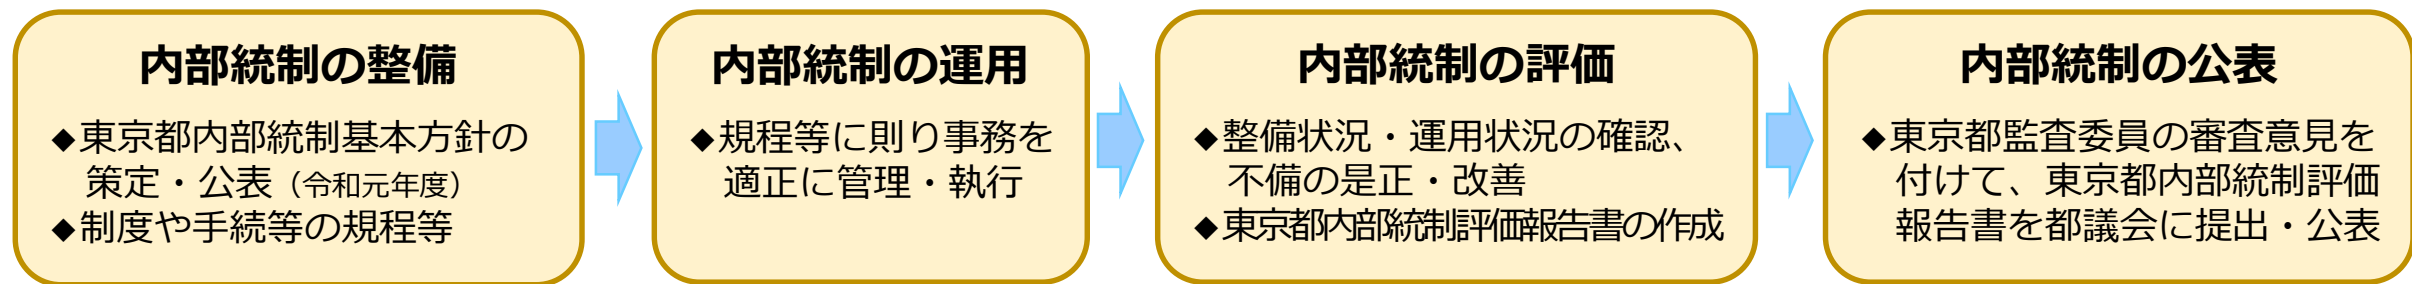 内部統制の整備
◆東京都内部統制基本方針の
策定・公表（令和元年度）
◆制度や手続等の規程等
内部統制の運用
◆規程等に則り事務を
適正に管理・執行
内部統制の評価
◆整備状況・運用状況の確認、
不備の是正・改善
◆東京都内部統制評価報告書の作成
内部統制の公表
◆東京都監査委員の審査意見を
付けて、東京都内部統制評価
報告書を都議会に提出・公表